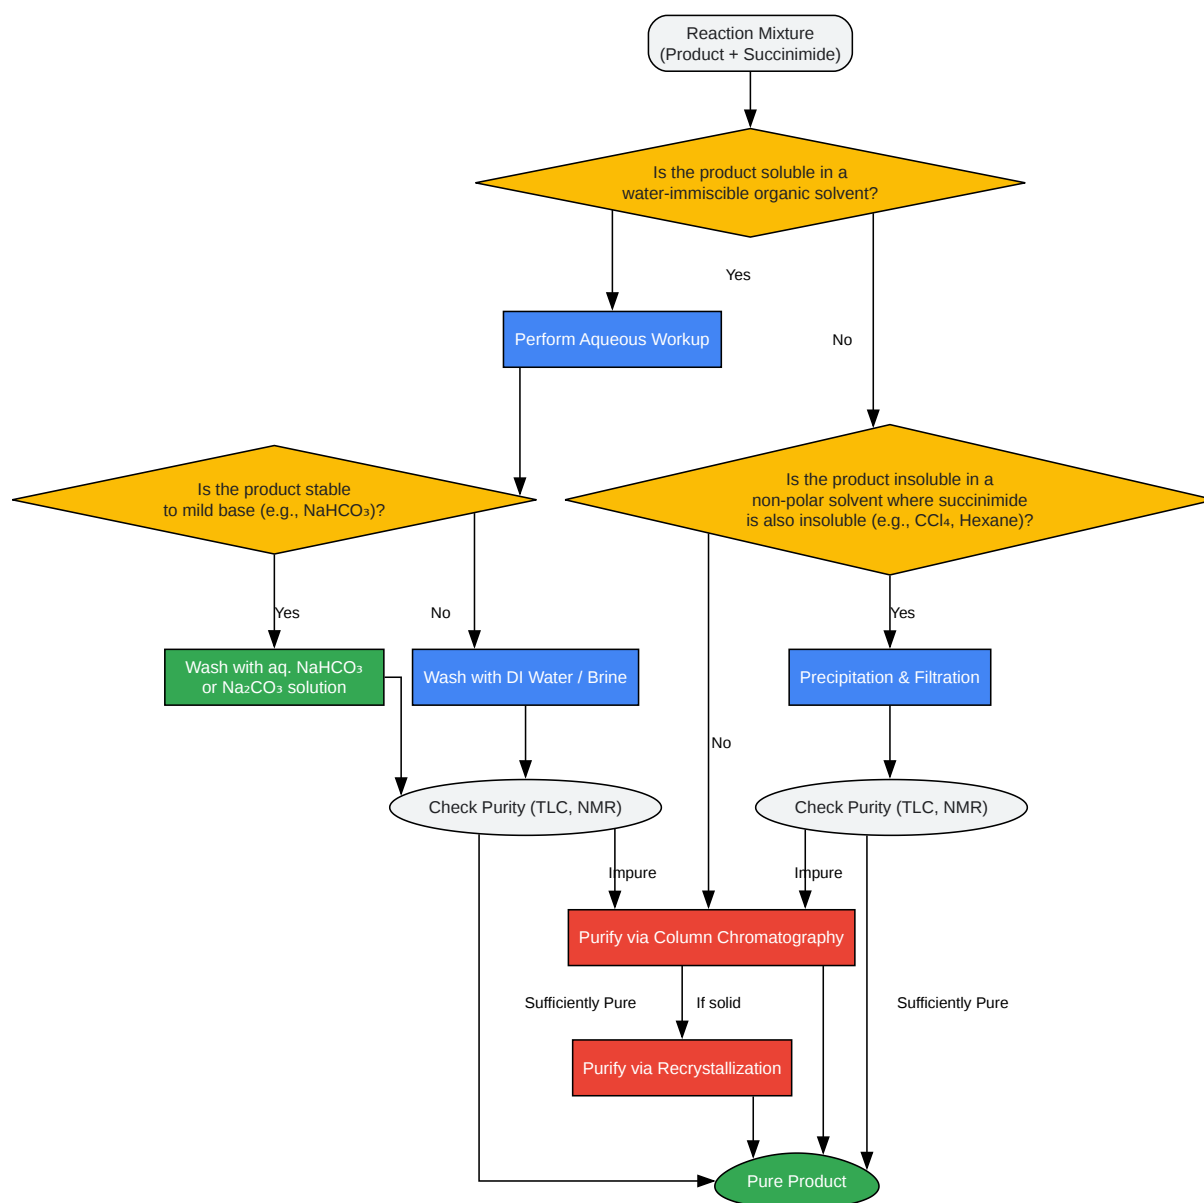 Reaction Mixture
(Product + Succinimide)
Is the product soluble in a
water-immiscible organic solvent?
Yes
Perform Aqueous Workup
No
Is the product stable
to mild base (e.g., NaHCO₃)?
Is the product insoluble in a
non-polar solvent where succinimide
is also insoluble (e.g., CCl₄, Hexane)?
Yes
No
Yes
Wash with aq. NaHCO₃
or Na₂CO₃ solution
Wash with DI Water / Brine
Precipitation & Filtration
No
Check Purity (TLC, NMR)
Check Purity (TLC, NMR)
Impure
Impure
Purify via Column Chromatography
Sufficiently Pure
If solid
Sufficiently Pure
Purify via Recrystallization
Pure Product